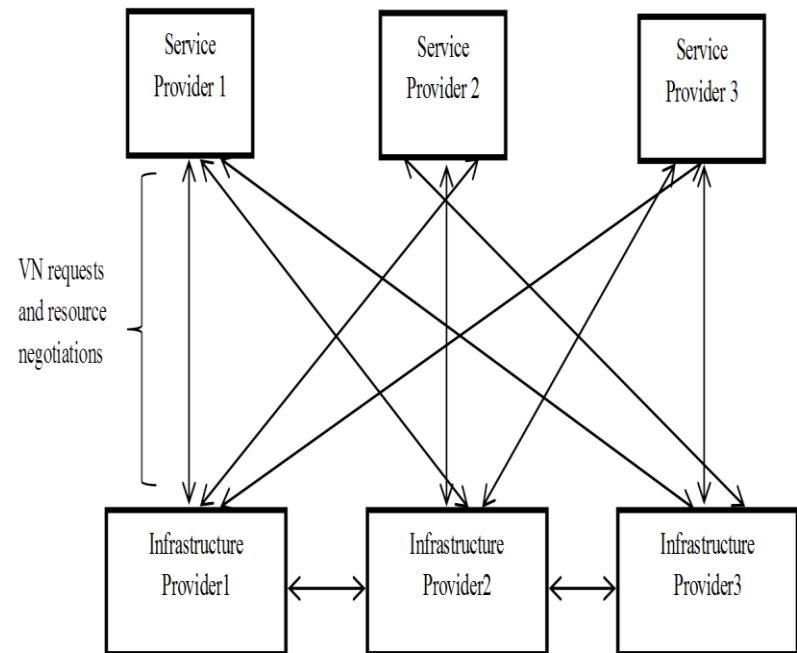 Service
Provider 1
Service
Provider 2
Service
Provider 3
VN requests
and resource
negotiations
Infrastructure
Provider1
Infrastructure
Provider2
Infrastructure
Provider3